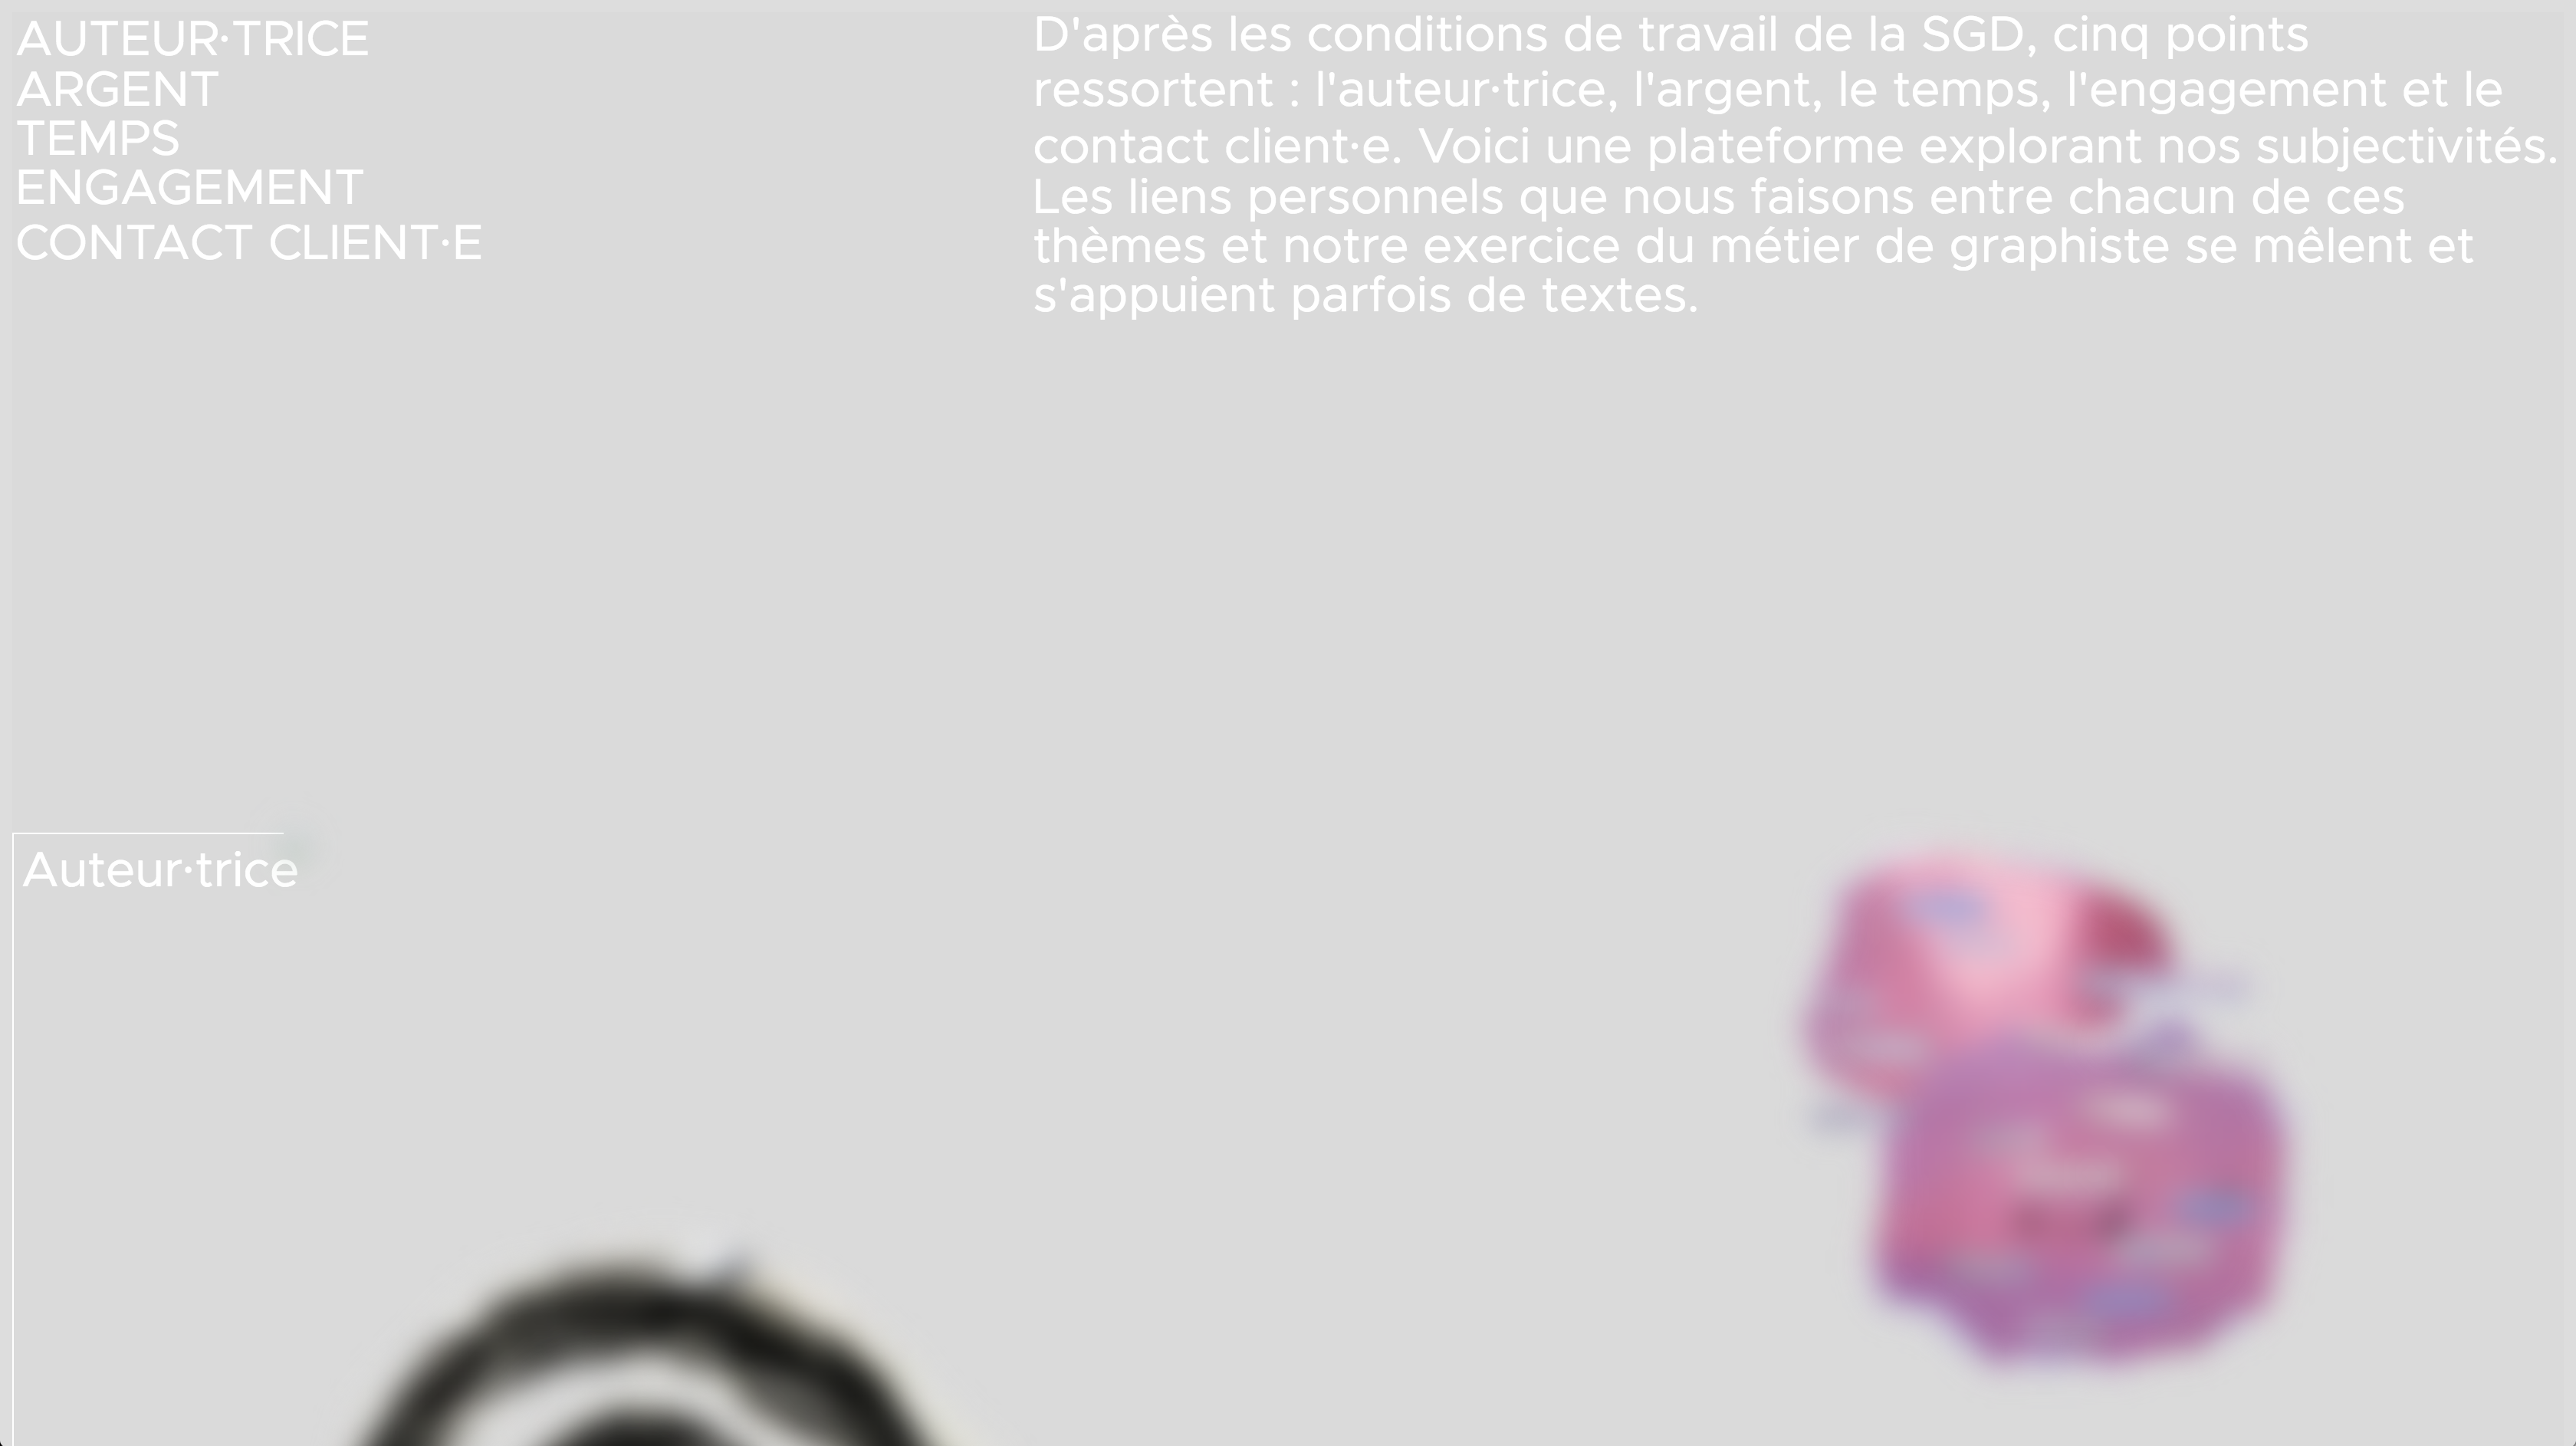 AUTEUR·TRICE
ARGENT
TEMPS
ENGAGEMENT
CONTACT CLIENT·E
D'après les conditions de travail de la SGD, cinq points
ressortent : l'auteur·trice, l'argent, le temps, l'engagement et le
contact client·e. Voici une plateforme explorant nos subjectivités.
Les liens personnels que nous faisons entre chacun de ces
thèmes et notre exercice du métier de graphiste se mêlent et
s'appuient parfois de textes.
Auteur·trice